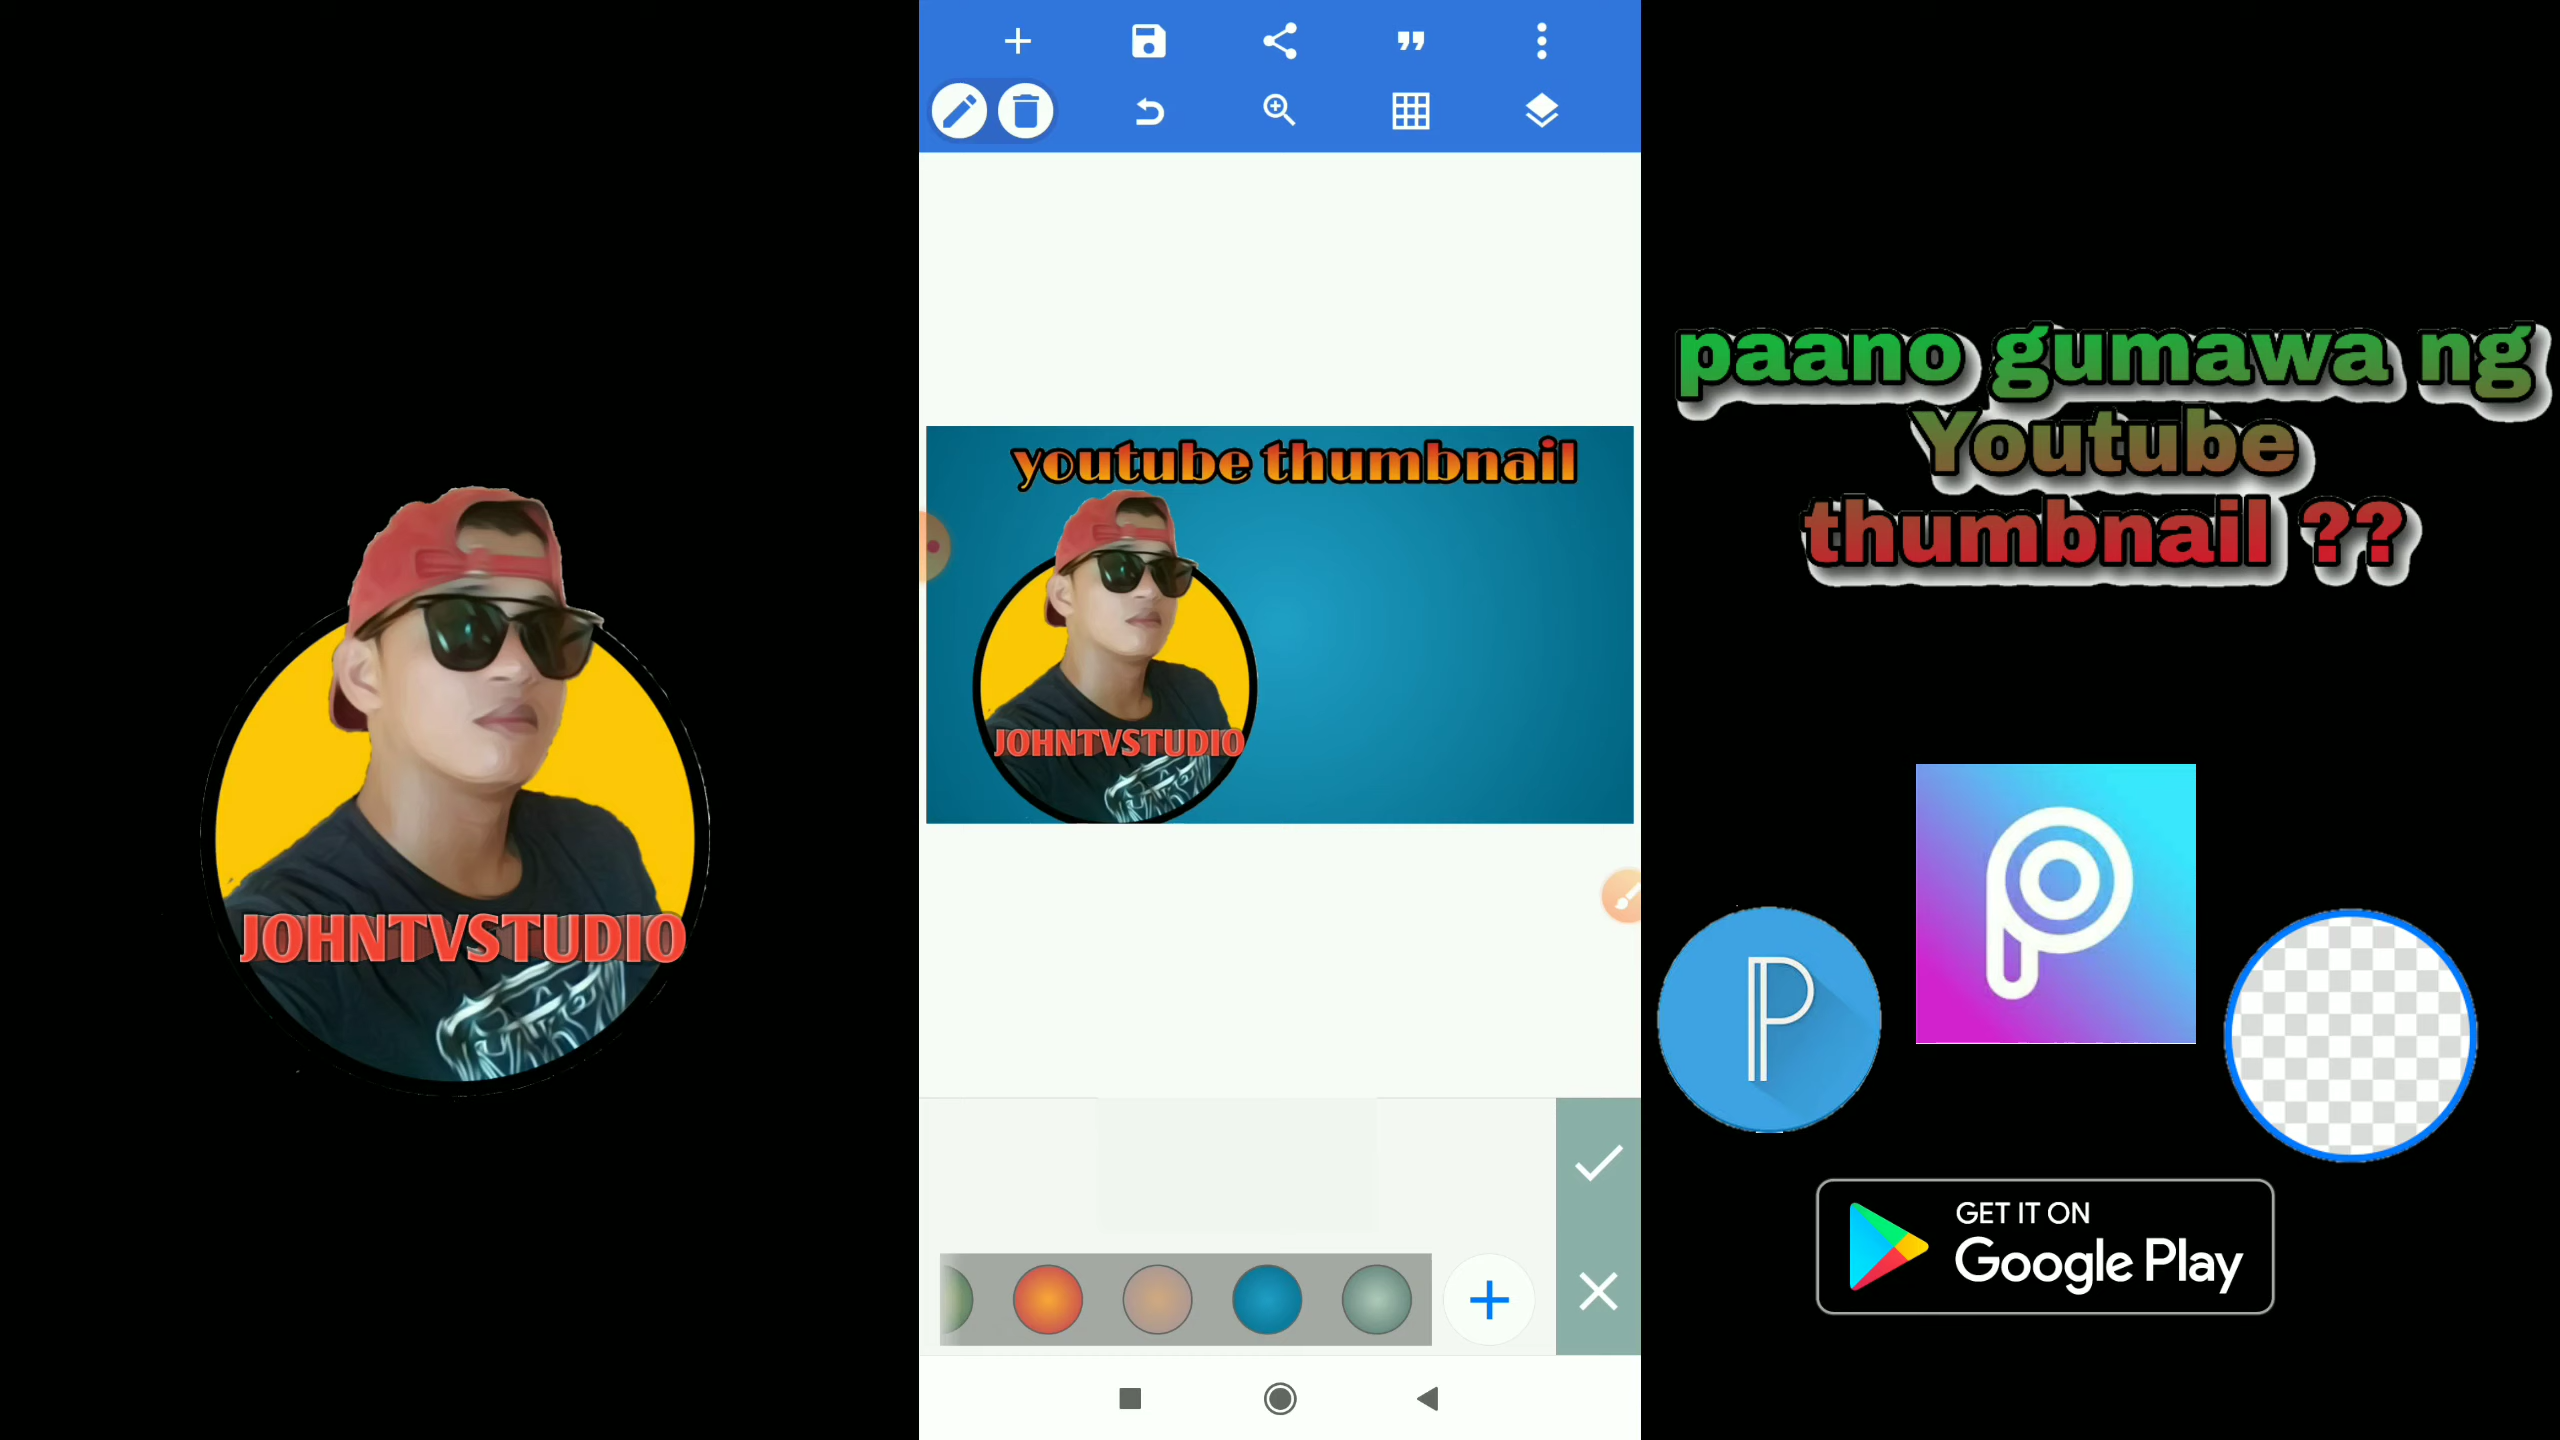 youtube thumbnail
JOHNTVSTUDIO
JOHNTVSTUDIO
paano gumawa ng
Youtube
thumbnail ??
GET IT ON
Google Play